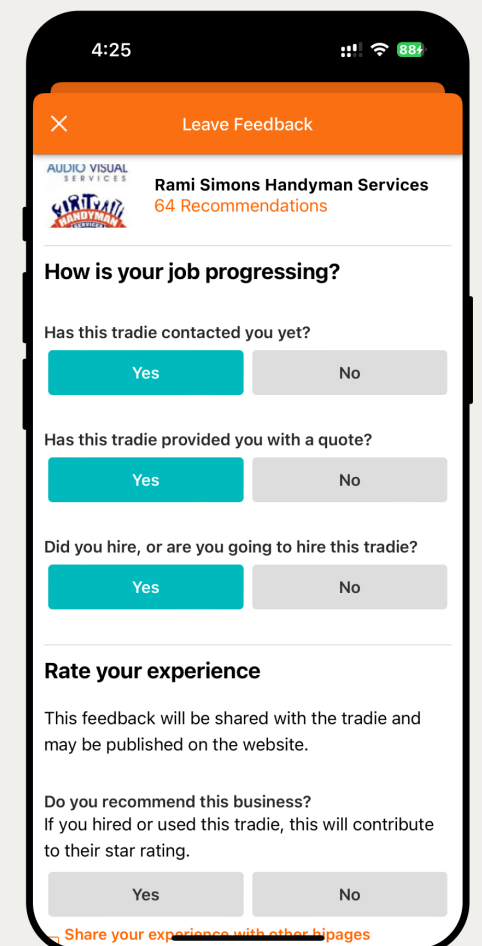 4:25
88
Leave Feedback
AUDIO VISUAL
SERVICES
HANDYMAN
SERVICES
Rami Simons Handyman Services
64 Recommendations
How is your job progressing?
Has this tradie contacted you yet?
Yes
No
Has this tradie provided you with a quote?
Yes
No
Did you hire, or are you going to hire this tradie?
Yes
No
Rate your experience
This feedback will be shared with the tradie and
may be published on the website.
Do you recommend this business?
If you hired or used this tradie, this will contribute
to their star rating.
Yes
No
Share your experience with other hipages